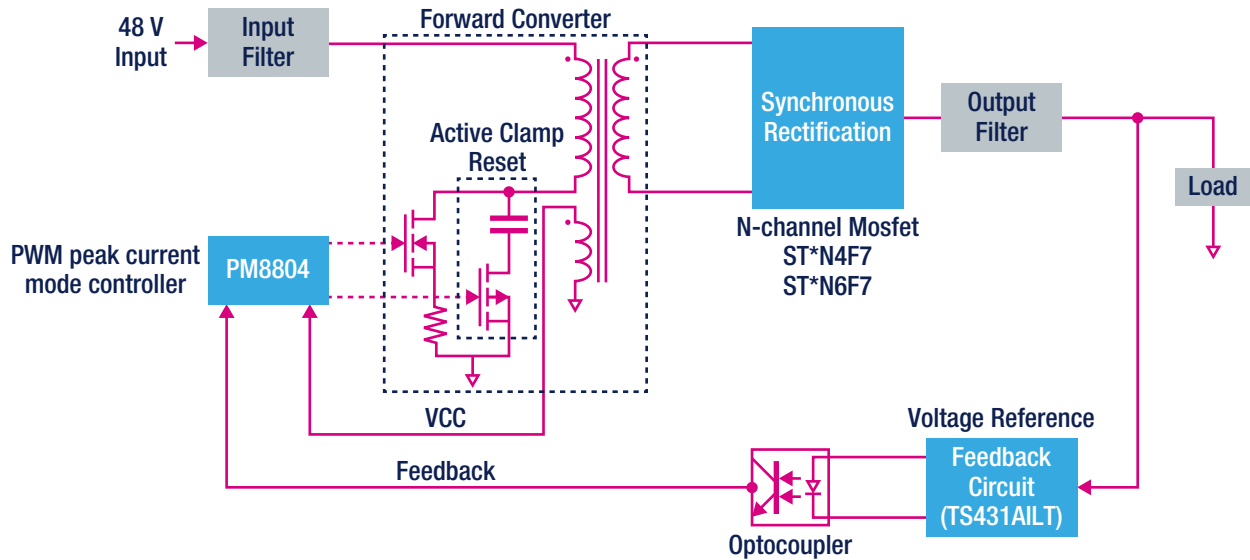 Forward Converter
48 V
Input
Input
Filter
Synchronous
Rectification
Output
Filter
Active Clamp
Reset
Load
N-channel Mosfet
ST*N4F7
ST*N6F7
PWM peak current
mode controller
PM8804
VCC
Voltage Reference
Feedback
Feedback
Circuit
(TS431AILT)
Optocoupler